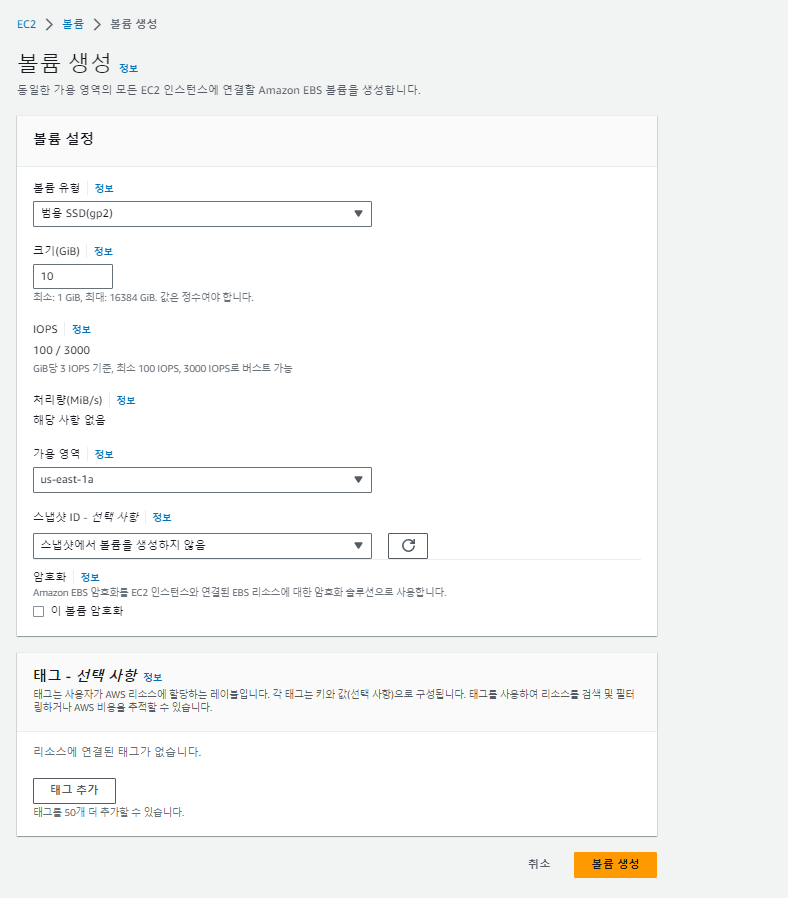 EC2 > 볼륨 > 볼륨 생성
볼륨 생성 정보
동일한 가용 영역의 모든 EC2 인스턴스에 연결할 Amazon EBS 볼륨을 생성합니다.
볼륨 설정
볼륨 유형 정보
범용 SSD(gp2)
크기(GiB) 정보
10
최소: 1 GiB, 최대: 16384 GiB. 값은 정수여야 합니다.
IOPS 정보
100 / 3000
GiB당 3 IOPS 기준, 최소 100 IOPS, 3000 IOPS로 버스트 가능
처리량(MiB/s) 정보
해당 사항 없음
가용 영역 정보
us-east-1a
스냅샷 ID - 선택 사항 정보
스냅샷에서 볼륨을 생성하지 않음
암호화 정보
Amazon EBS 암호화를 EC2 인스턴스와 연결된 EBS 리소스에 대한 암호화 솔루션으로 사용합니다.
이 볼륨 암호화
태그 - 선택 사항 정보
태그는 사용자가 AWS 리소스에 할당하는 레이블입니다. 각 태그는 키와 값(선택 사항)으로 구성됩니다. 태그를 사용하여 리소스를 검색 및 필터
링하거나 AWS 비용을 추적할 수 있습니다.
리소스에 연결된 태그가 없습니다.
태그 추가
태그를 50개 더 추가할 수 있습니다.
취소 볼륨 생성